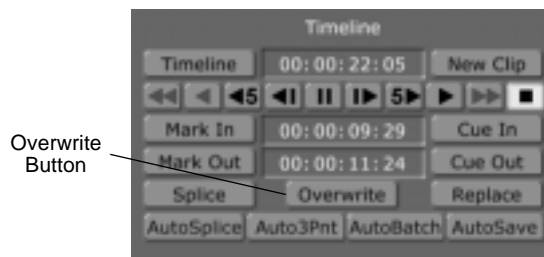 Timeline
Timeline 00:00:22:05 New Clip
5 5
Mark In 00:00:09:29 Cue In
Overwrite
Button
Mark Out 00:00:11:24 Cue Out
Splice Overwrite Replace
AutoSplice Auto3Pnt AutoBatch AutoSave